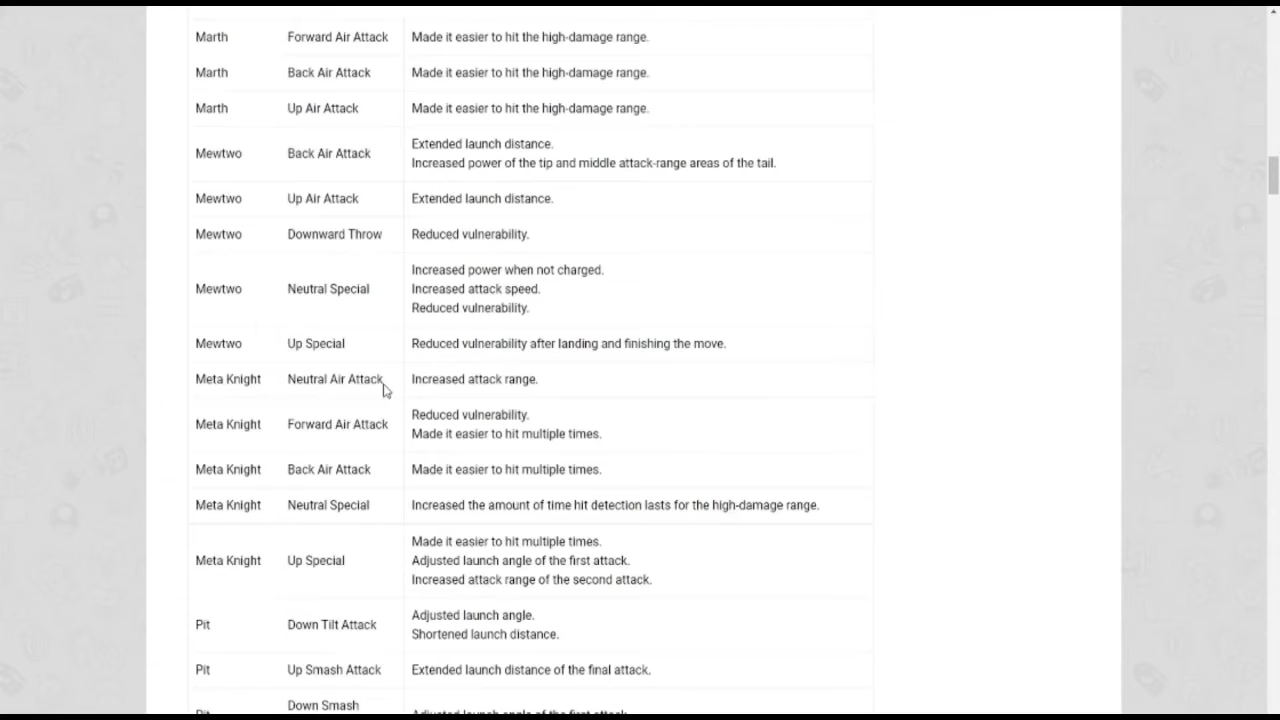 Marth Forward Air Attack Made it easier to hit the high-damage range.
Marth Back Air Attack Made it easier to hit the high-damage range.
Marth Up Air Attack Made it easier to hit the high-damage range.
Mewtwo Back Air Attack Extended launch distance.
Increased power of the tip and middle attack-range areas of the tail.
Mewtwo Up Air Attack Extended launch distance.
Mewtwo Downward Throw Reduced vulnerability.
Mewtwo Neutral Special Increased power when not charged.
Increased attack speed.
Reduced vulnerability.
Mewtwo Up Special Reduced vulnerability after landing and finishing the move.
Meta Knight Neutral Air Attack Increased attack range.
Meta Knight Forward Air Attack Reduced vulnerability.
Made it easier to hit multiple times.
Meta Knight Back Air Attack Made it easier to hit multiple times.
Meta Knight Neutral Special Increased the amount of time hit detection lasts for the high-damage range.
Meta Knight Up Special Made it easier to hit multiple times.
Adjusted launch angle of the first attack.
Increased attack range of the second attack.
Pit Down Tilt Attack Adjusted launch angle.
Shortened launch distance.
Pit Up Smash Attack Extended launch distance of the final attack.
Down Smash
Pit Adjusted launch angle of the first attack.